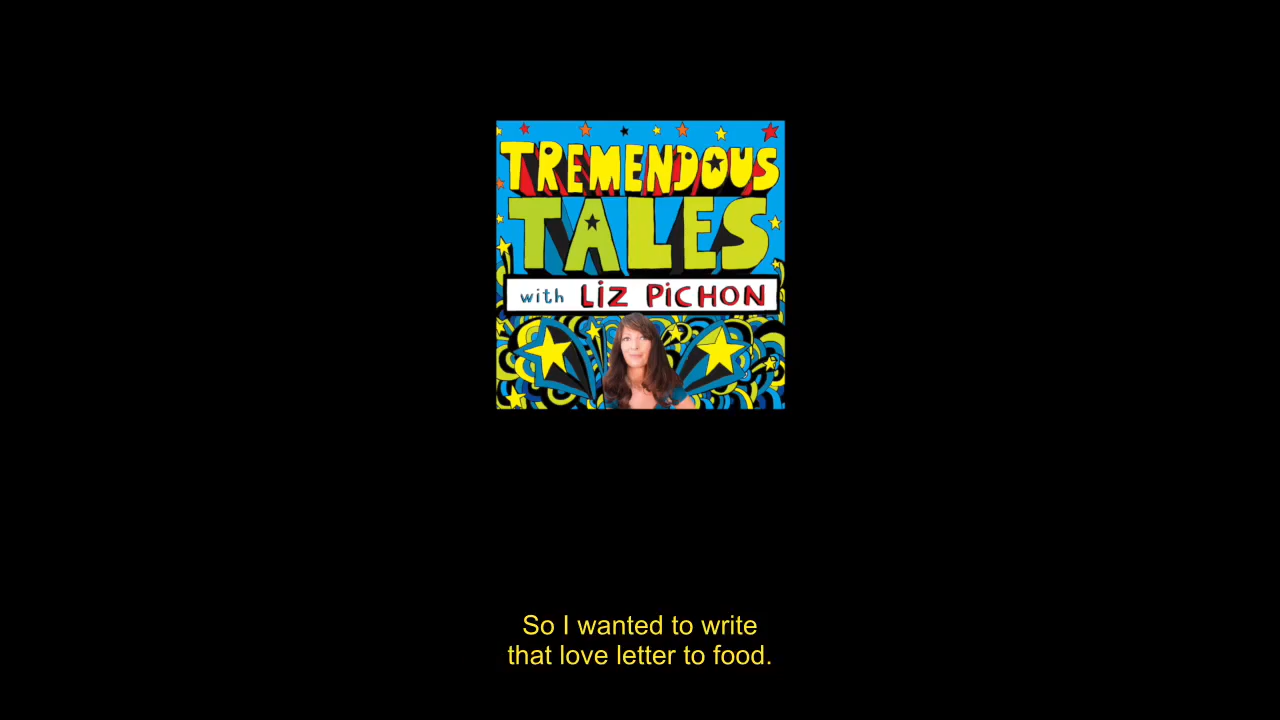 TREMENDOUS
TALES
with LiZ PiCHON
So I wanted to write
that love letter to food.